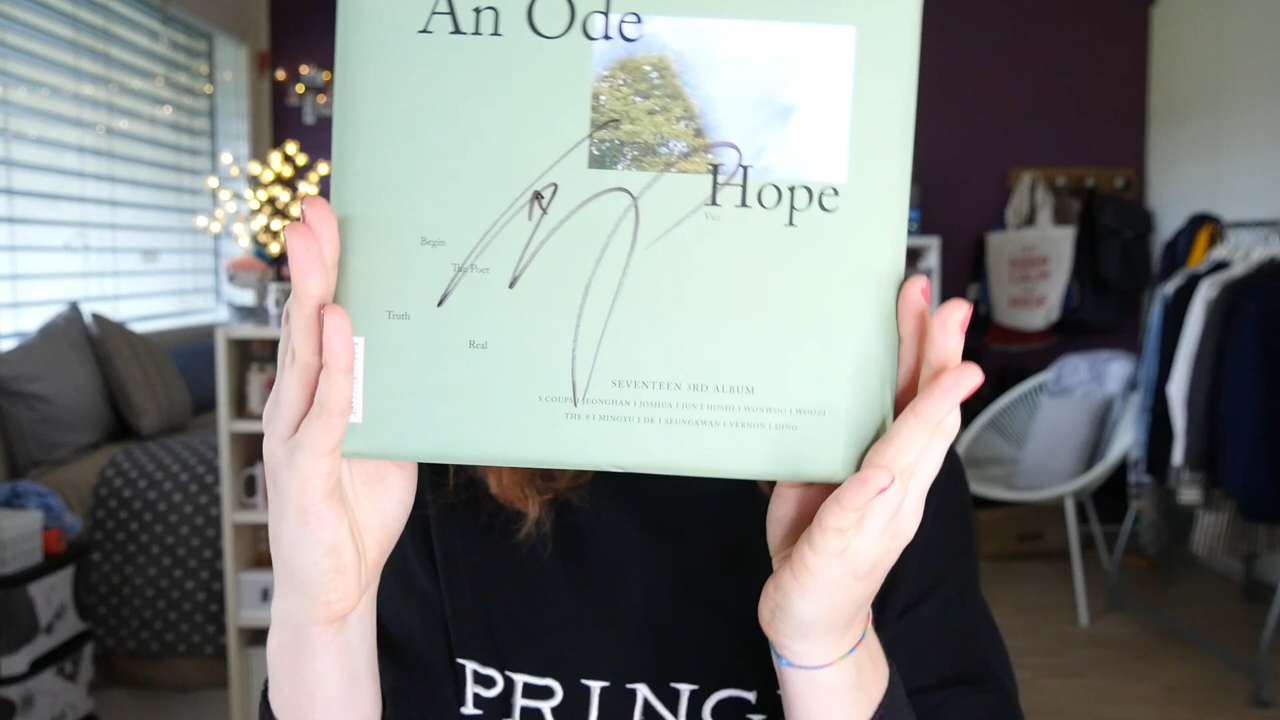 An Ode
Hope
Ver.
Begin
The Poet
Truth
Real
SEVENTEEN 3RD ALBUM
S.COUPS | JEONGHAN | JOSHUA | JUN | HOSHI | WONWOO | WOOZI
THE 8 | MINGYU | DK | SEUNGKWAN | VERNON | DINO
PRING